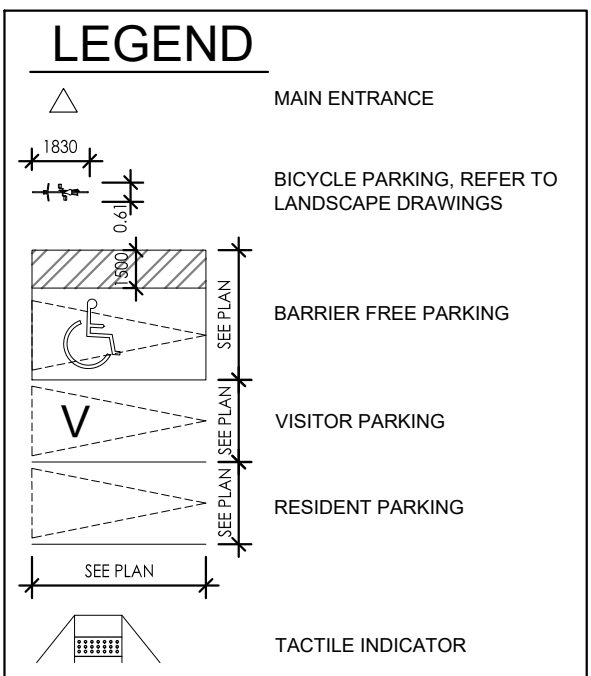 LEGEND
MAIN ENTRANCE
1830
0.61
BICYCLE PARKING, REFER TO
LANDSCAPE DRAWINGS
1500
SEE PLAN
BARRIER FREE PARKING
V
SEE PLAN
VISITOR PARKING
SEE PLAN
RESIDENT PARKING
SEE PLAN
TACTILE INDICATOR